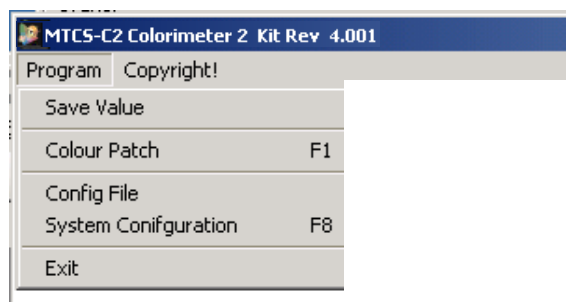 MTCS-C2 Colorimeter 2 Kit Rev 4.001
Program Copyright!
Save Value
Colour Patch F1
Config File
System Conifguration F8
Exit